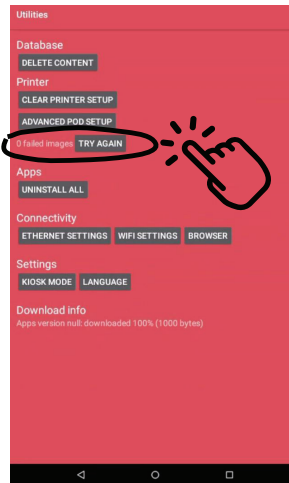 Utilities
Database
DELETE CONTENT
Printer
CLEAR PRINTER SETUP
ADVANCED POD SETUP
0 failed images TRY AGAIN
Apps
UNINSTALL ALL
Connectivity
ETHERNET SETTINGS WIFI SETTINGS BROWSER
Settings
KIOSK MODE LANGUAGE
Download info
Apps version null: downloaded 100% (1000 bytes)